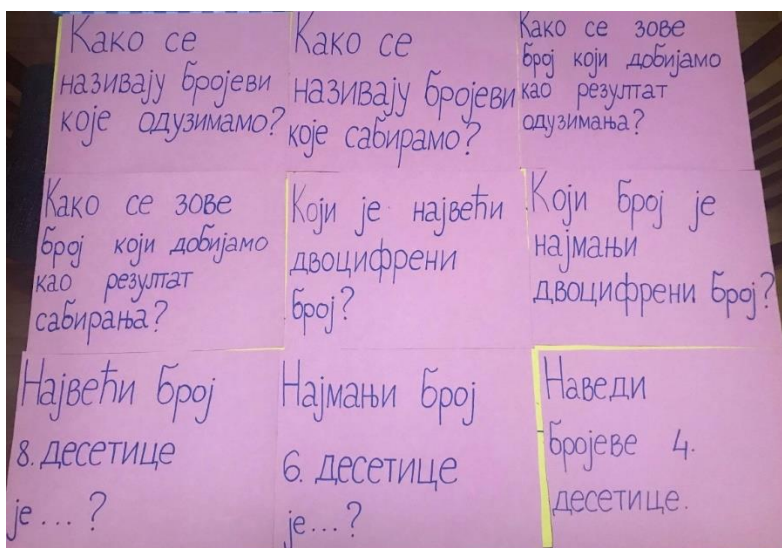 Како се
називају бројеви
које одузимамо?
Како се
називају бројеви
које сабирамо?
Како се зове
број који добијамо
као резултат
одузимања?
Како се зове
број који добијамо
као резултат
сабирања?
Који је највећи
двоцифрени
број?
Који број је
најмањи
двоцифрени број?
Највећи број
8. десетице
је... ?
Најмањи број
6. десетице
је...?
Наведи
бројеве 4.
десетице.